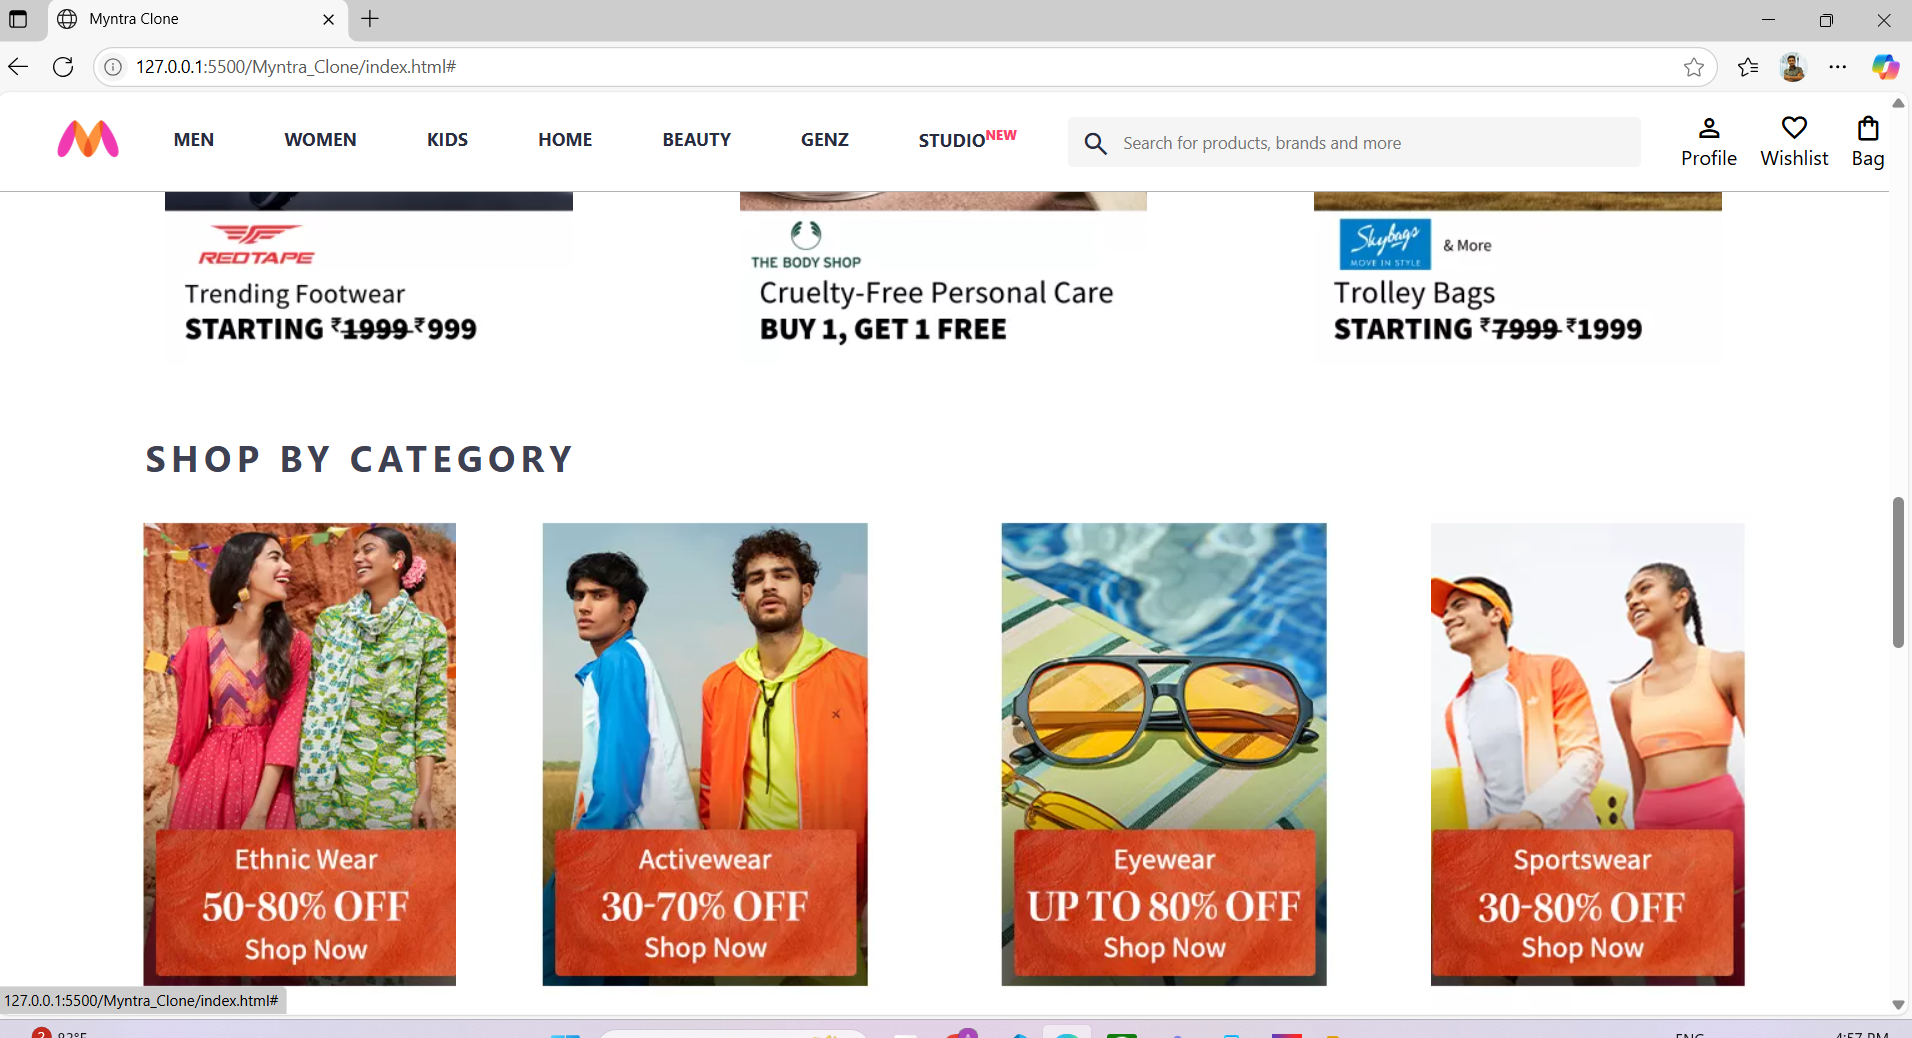 Myntra Clone
127.0.0.1:5500/Myntra_Clone/index.html#
MEN WOMEN KIDS HOME BEAUTY GENZ STUDIONEW
Search for products, brands and more
Profile Wishlist Bag
REDTAPE
Trending Footwear
STARTING ₹1999 ₹999
THE BODY SHOP
Cruelty-Free Personal Care
BUY 1, GET 1 FREE
Skybags
MOVE IN STYLE
& More
Trolley Bags
STARTING ₹7999 ₹1999
SHOP BY CATEGORY
Ethnic Wear
50-80% OFF
Shop Now
Activewear
30-70% OFF
Shop Now
Eyewear
UP TO 80% OFF
Shop Now
Sportswear
30-80% OFF
Shop Now
127.0.0.1:5500/Myntra_Clone/index.html#